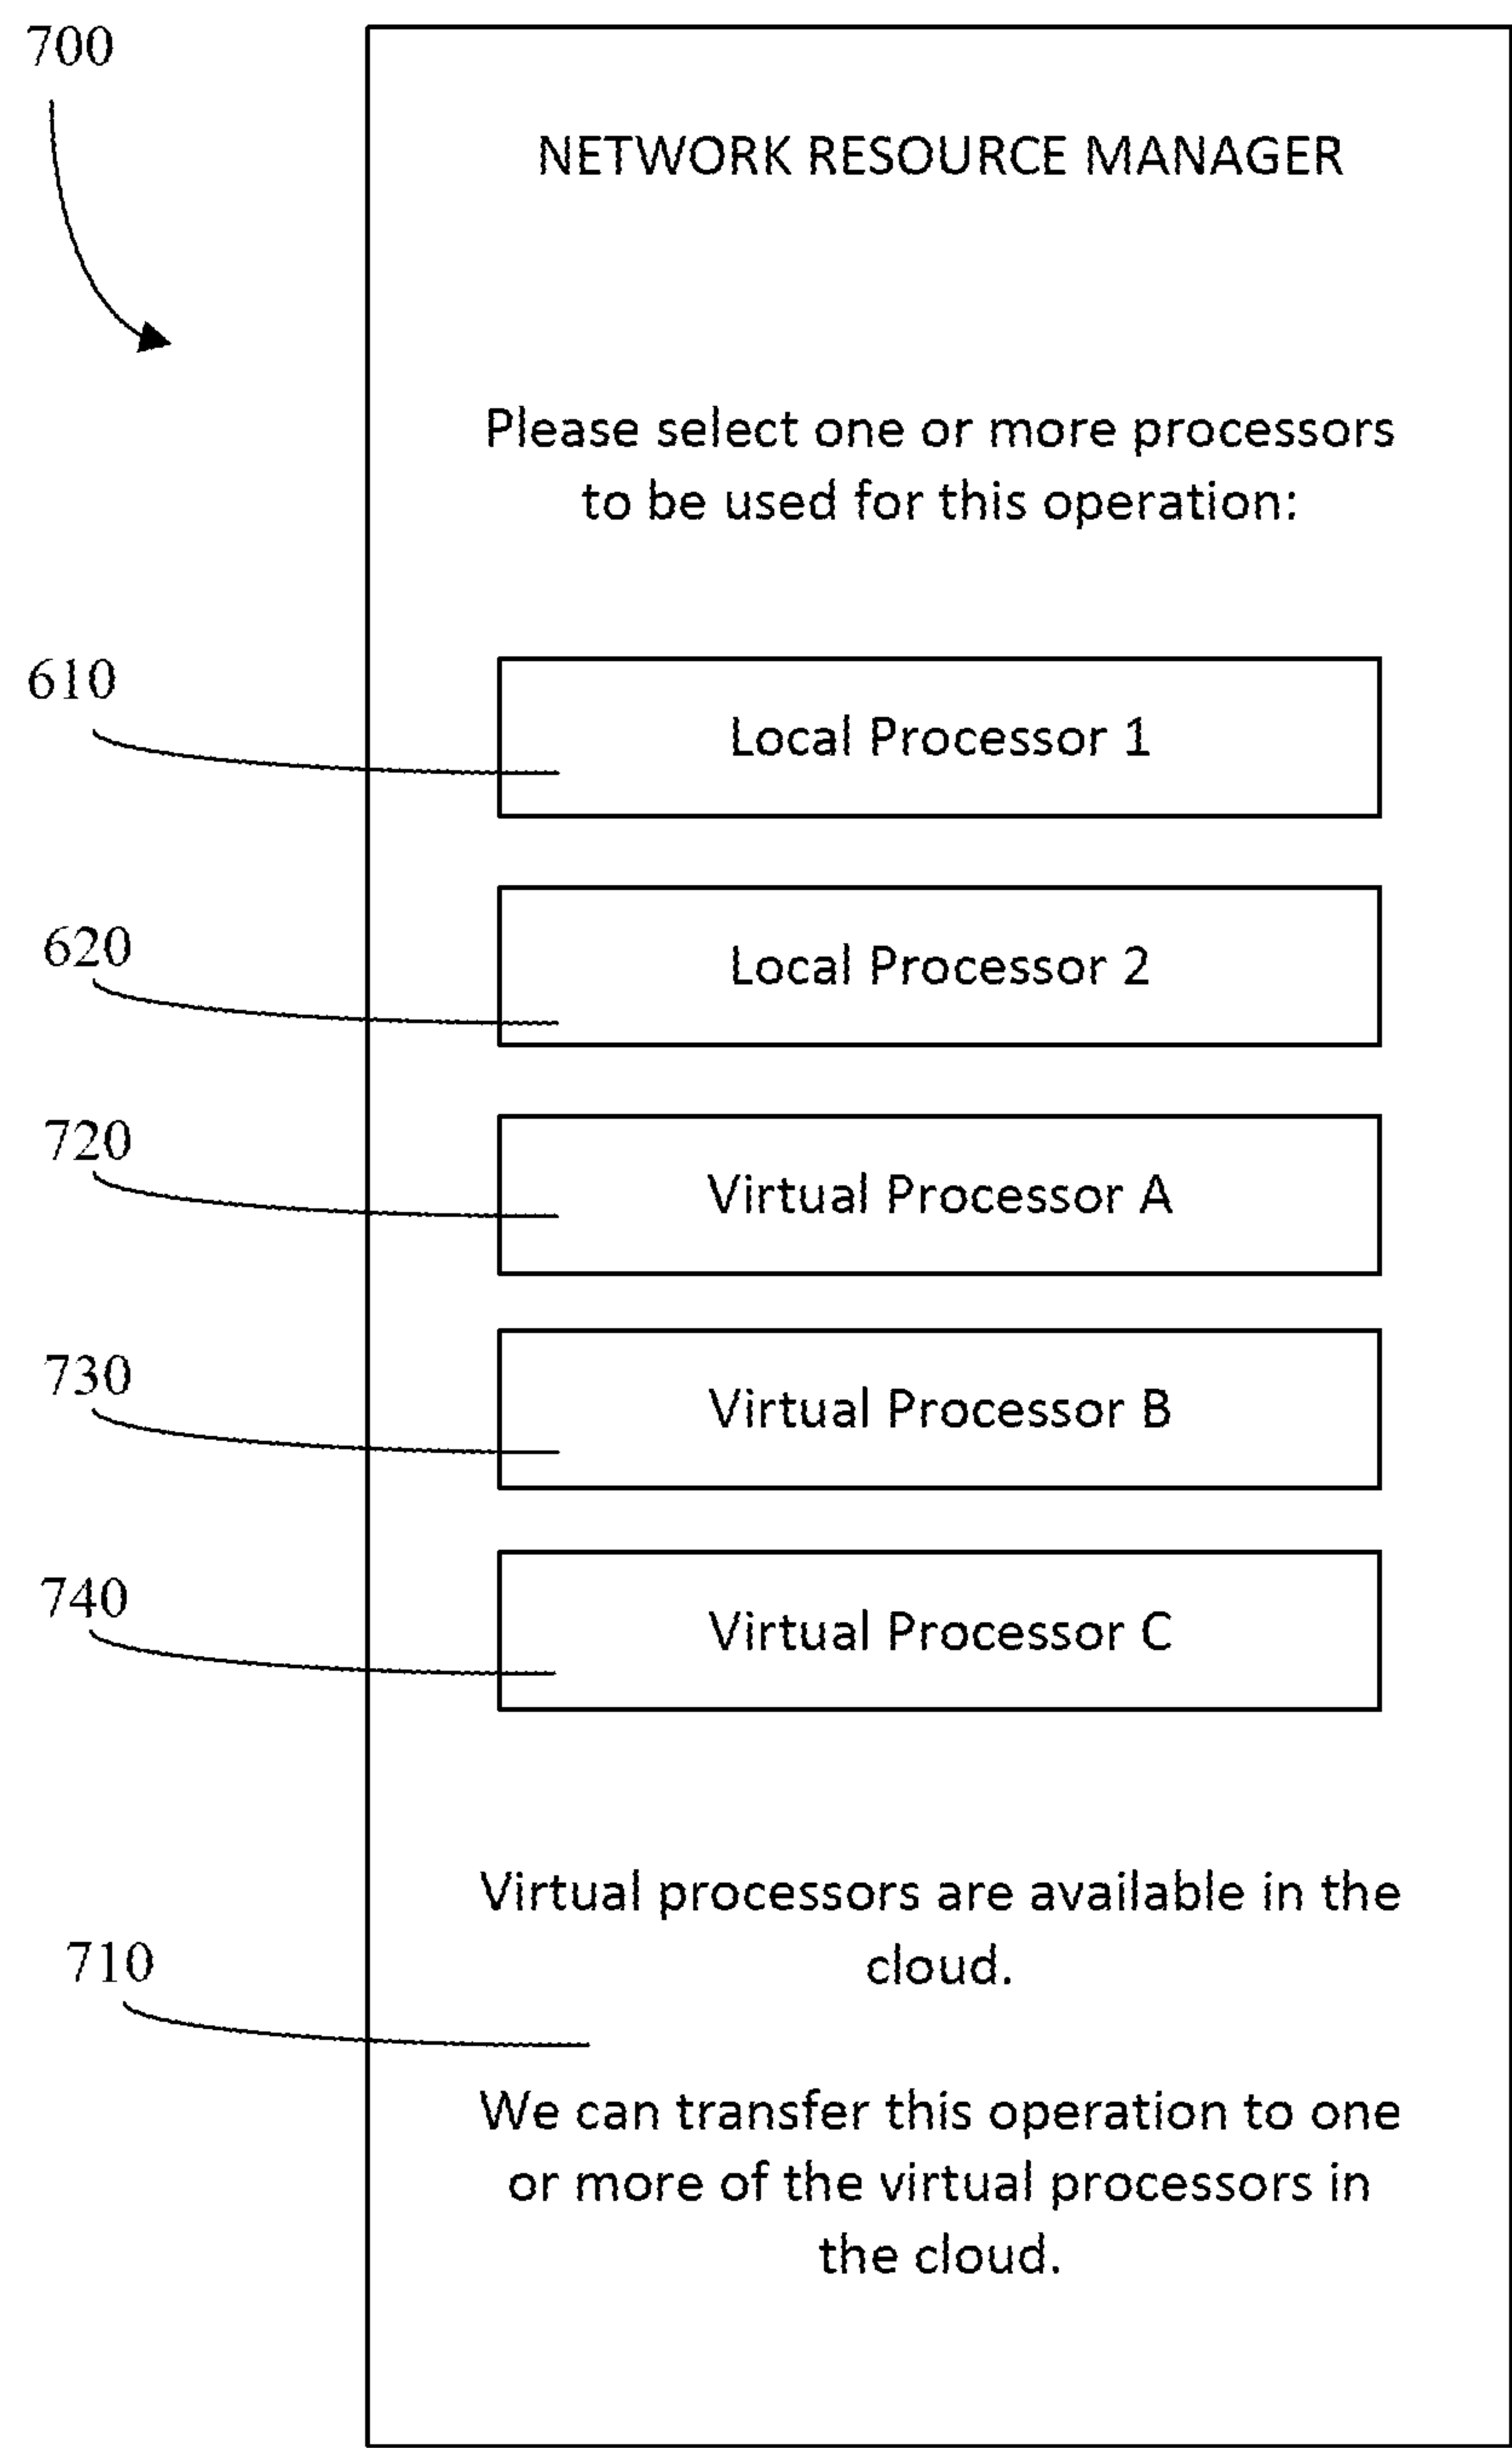 700
NETWORK RESOURCE MANAGER
Please select one or more processors
to be used for this operation:
610
Local Processor 1
620
Local Processor 2
720
Virtual Processor A
730
Virtual Processor B
740
Virtual Processor C
Virtual processors are available in the
cloud.
710
We can transfer this operation to one
or more of the virtual processors in
the cloud.